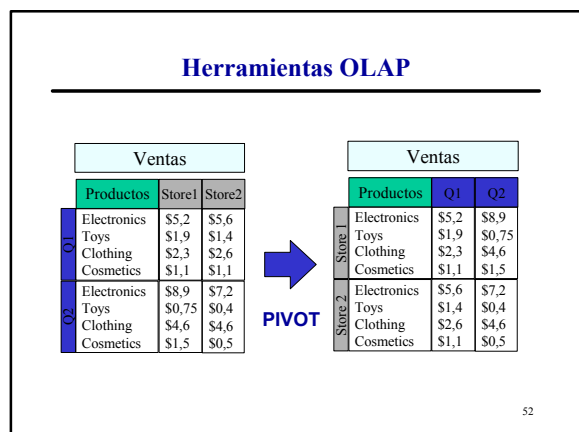 Herramientas OLAP
Ventas
Productos Store1 Store2
Q1
Electronics $5,2 $5,6
Toys $1,9 $1,4
Clothing $2,3 $2,6
Cosmetics $1,1 $1,1
Q2
Electronics $8,9 $7,2
Toys $0,75 $0,4
Clothing $4,6 $4,6
Cosmetics $1,5 $0,5
PIVOT
Ventas
Productos Q1 Q2
Store 1
Electronics $5,2 $8,9
Toys $1,9 $0,75
Clothing $2,3 $4,6
Cosmetics $1,1 $1,5
Store 2
Electronics $5,6 $7,2
Toys $1,4 $0,4
Clothing $2,6 $4,6
Cosmetics $1,1 $0,5
52